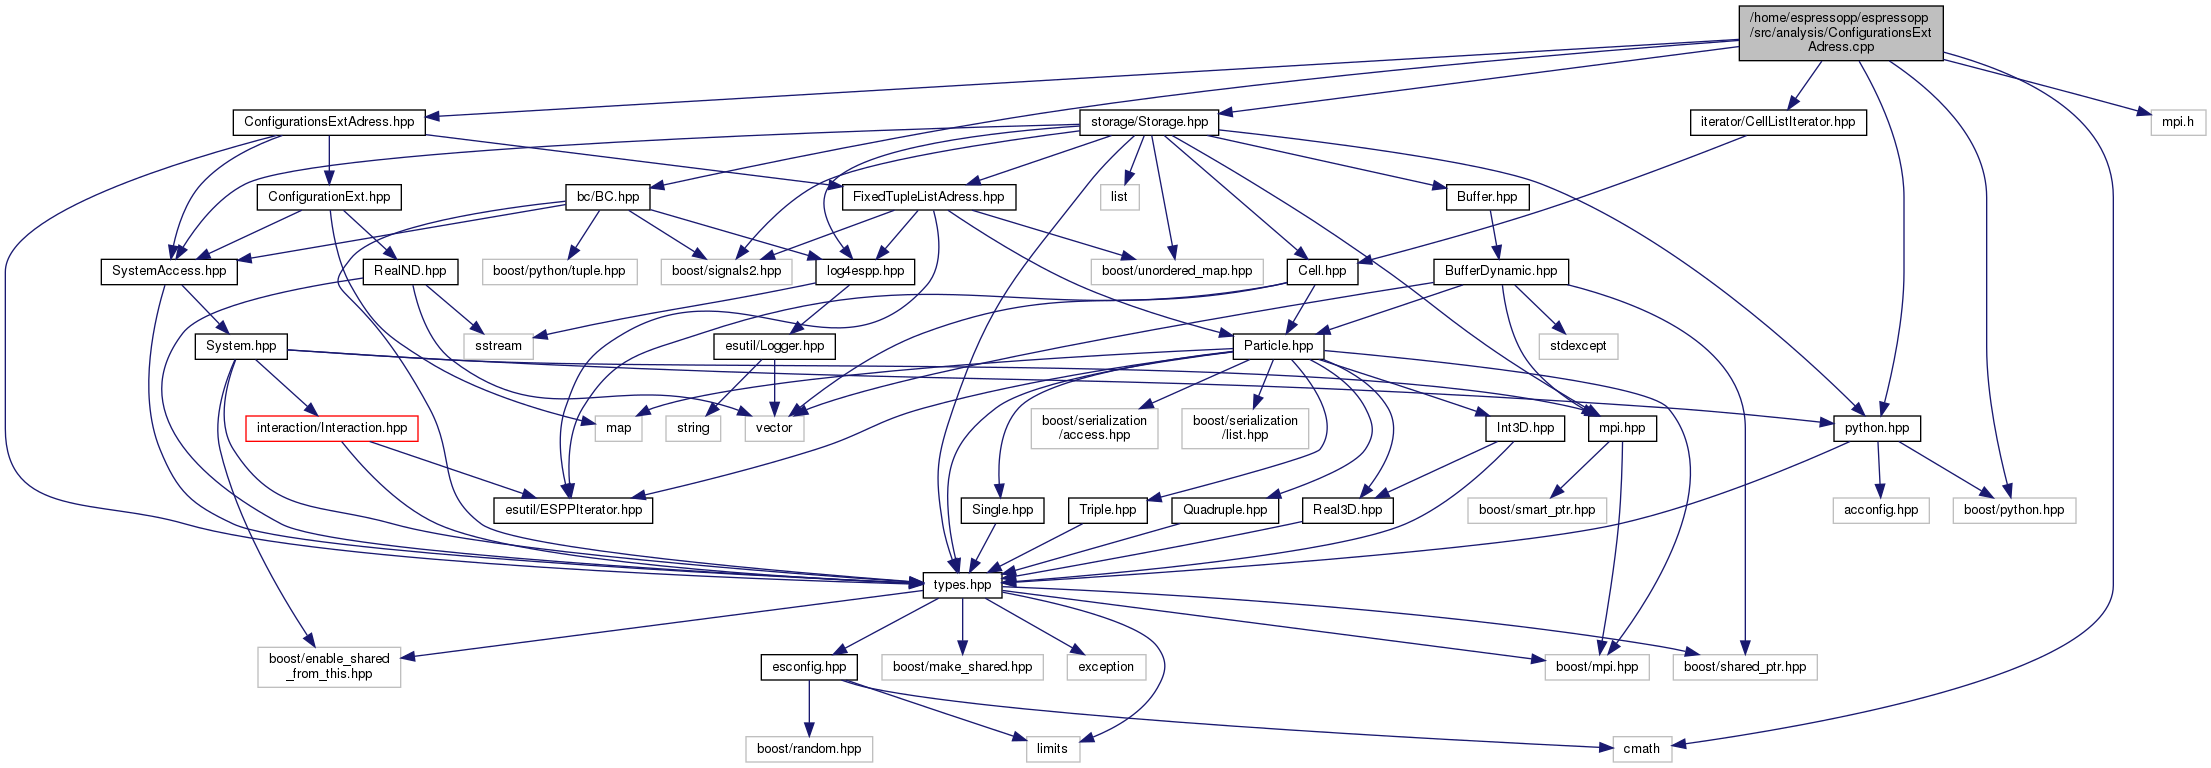 /home/espressopp/espressopp
/src/analysis/ConfigurationsExt
Adress.cpp
ConfigurationsExtAdress.hpp
storage/Storage.hpp
iterator/CellListIterator.hpp
mpi.h
ConfigurationExt.hpp
bc/BC.hpp
FixedTupleListAdress.hpp
list
Buffer.hpp
SystemAccess.hpp
RealND.hpp
boost/python/tuple.hpp
boost/signals2.hpp
log4espp.hpp
boost/unordered_map.hpp
Cell.hpp
BufferDynamic.hpp
System.hpp
sstream
esutil/Logger.hpp
Particle.hpp
stdexcept
interaction/Interaction.hpp
map
string
vector
boost/serialization
/access.hpp
boost/serialization
/list.hpp
Int3D.hpp
mpi.hpp
python.hpp
esutil/ESPPIterator.hpp
Single.hpp
Triple.hpp
Quadruple.hpp
Real3D.hpp
boost/smart_ptr.hpp
acconfig.hpp
boost/python.hpp
types.hpp
boost/enable_shared
_from_this.hpp
esconfig.hpp
boost/make_shared.hpp
exception
boost/mpi.hpp
boost/shared_ptr.hpp
boost/random.hpp
limits
cmath